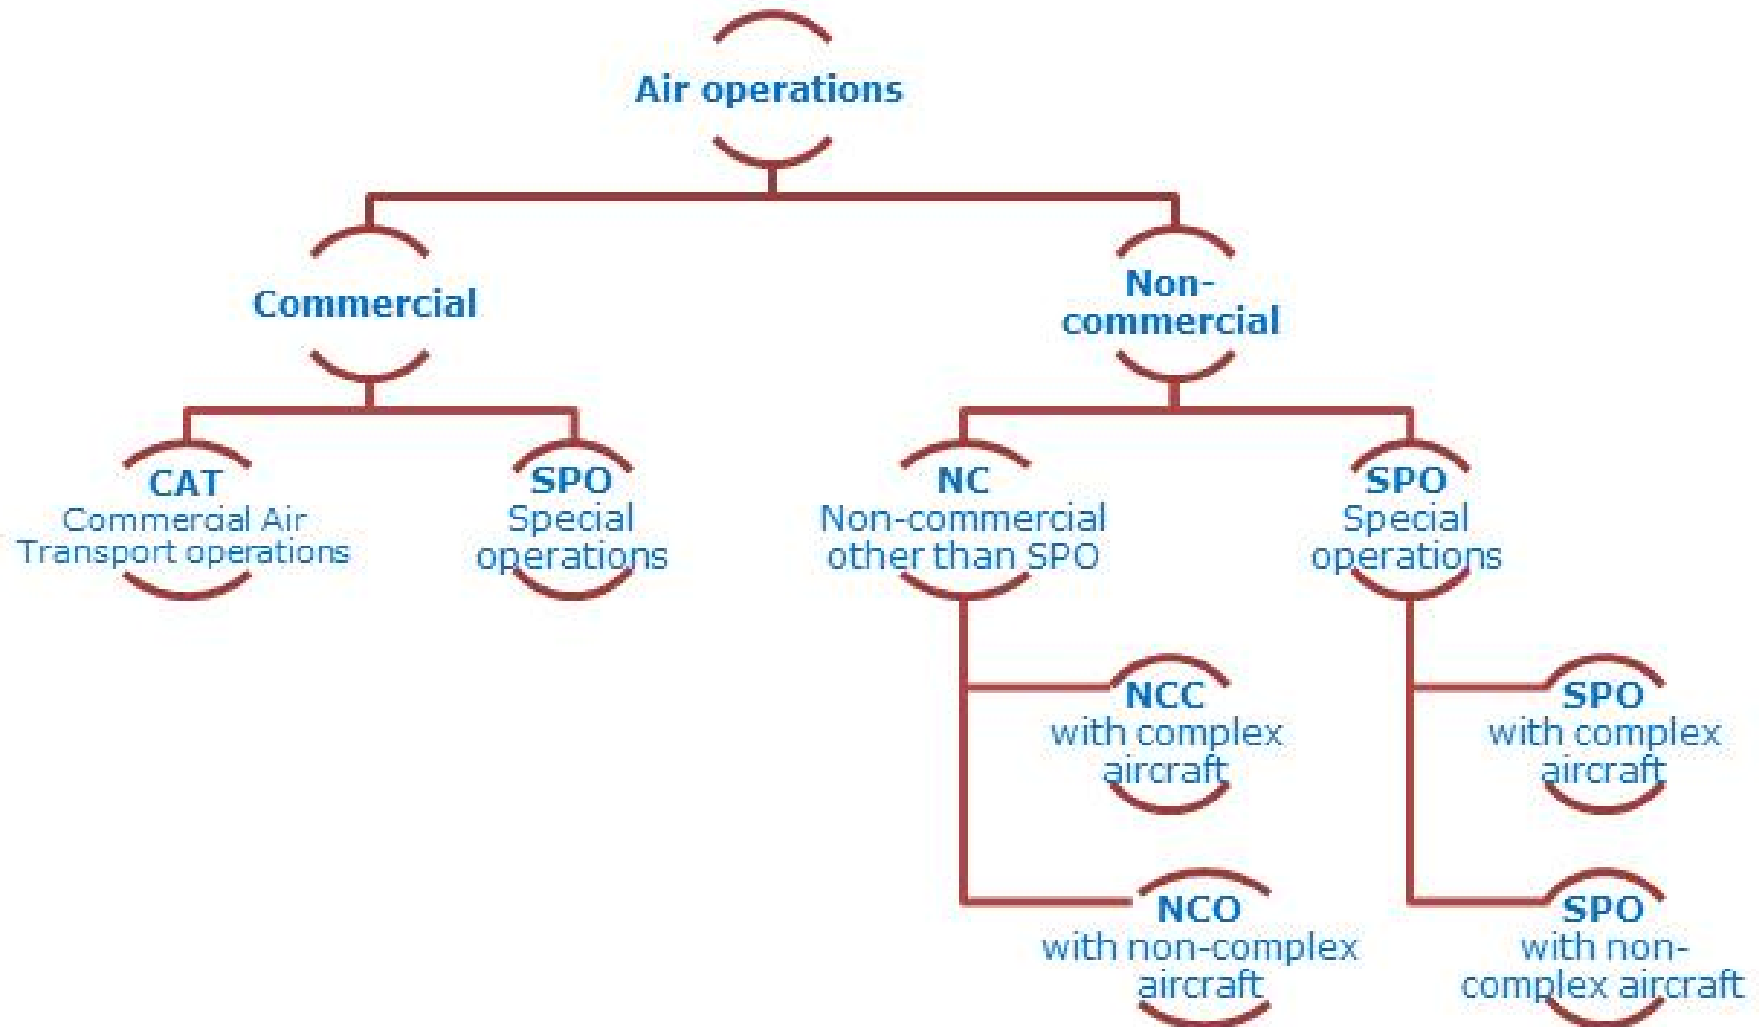 Air operations
Commercial
Non-
commercial
CAT
Commercial Air
Transport operations
SPO
Special
operations
NC
Non-commercial
other than SPO
SPO
Special
operations
NCC
with complex
aircraft
SPO
with complex
aircraft
NCO
with non-complex
aircraft
SPO
with non-
complex aircraft